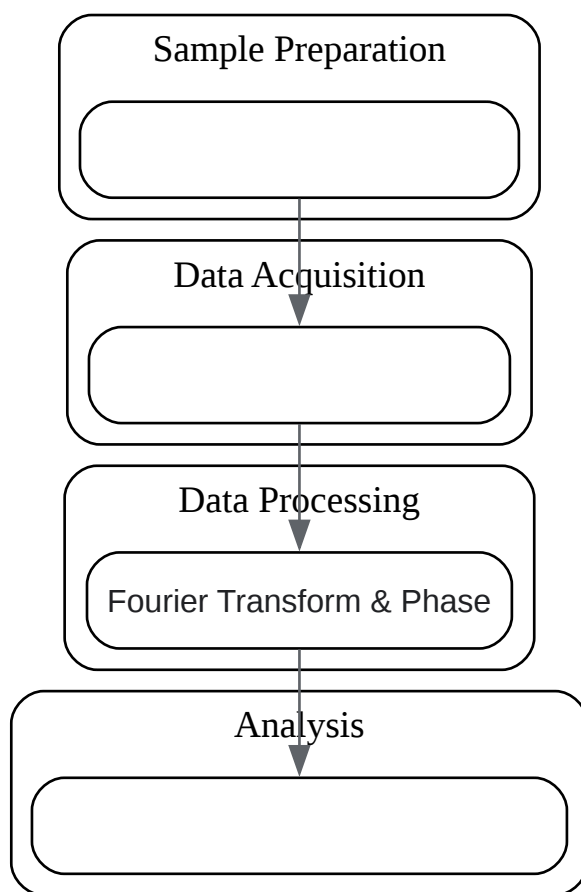 Sample Preparation
Data Acquisition
Data Processing
Fourier Transform & Phase
Analysis